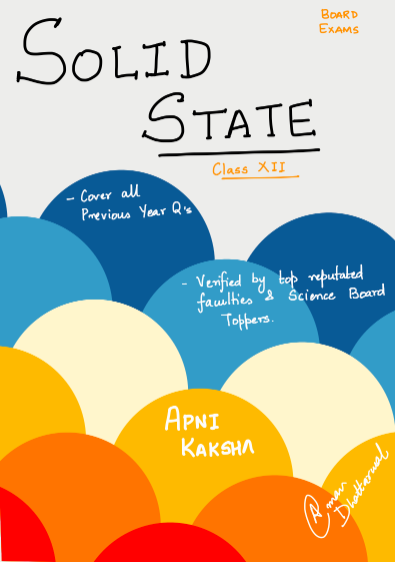 BOARD
EXAMS
SOLID
STATE
Class XII
- Cover all
Previous Year Q's
- Verified by top reputated
faculties & Science Board
Toppers.
APNI
KAKSHA
Aman
Dhattarwal